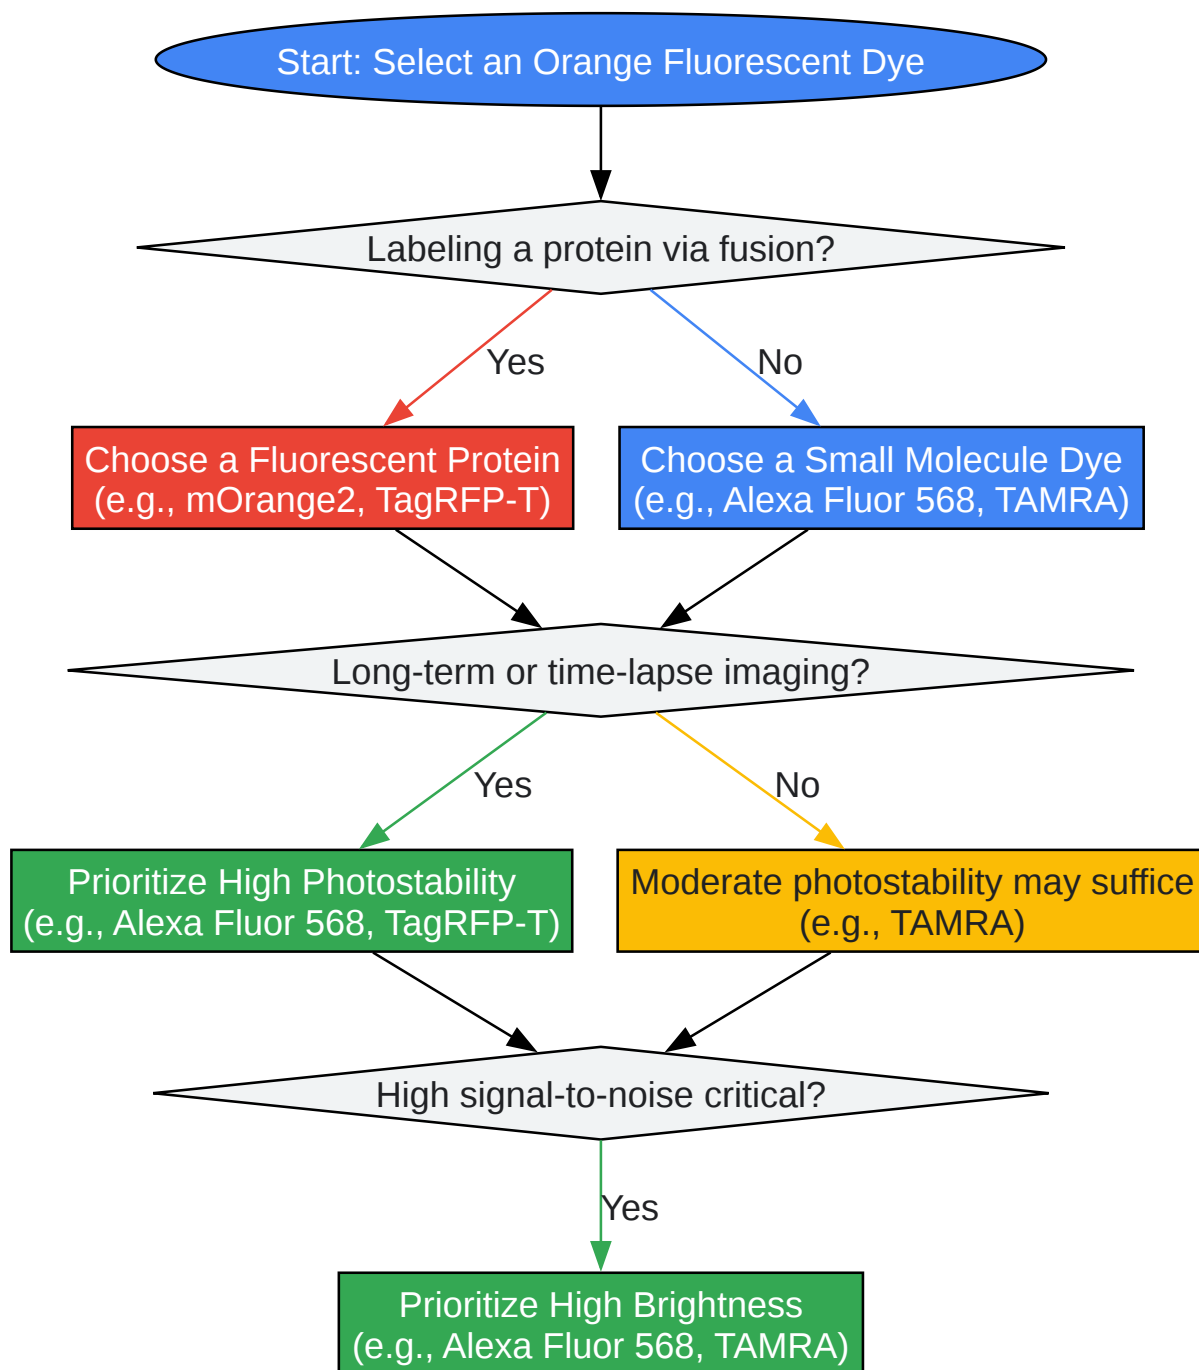 Start: Select an Orange Fluorescent Dye
Labeling a protein via fusion?
Yes
No
Choose a Fluorescent Protein
(e.g., mOrange2, TagRFP-T)
Choose a Small Molecule Dye
(e.g., Alexa Fluor 568, TAMRA)
Long-term or time-lapse imaging?
Yes
No
Prioritize High Photostability
(e.g., Alexa Fluor 568, TagRFP-T)
Moderate photostability may suffice
(e.g., TAMRA)
High signal-to-noise critical?
Yes
Prioritize High Brightness
(e.g., Alexa Fluor 568, TAMRA)